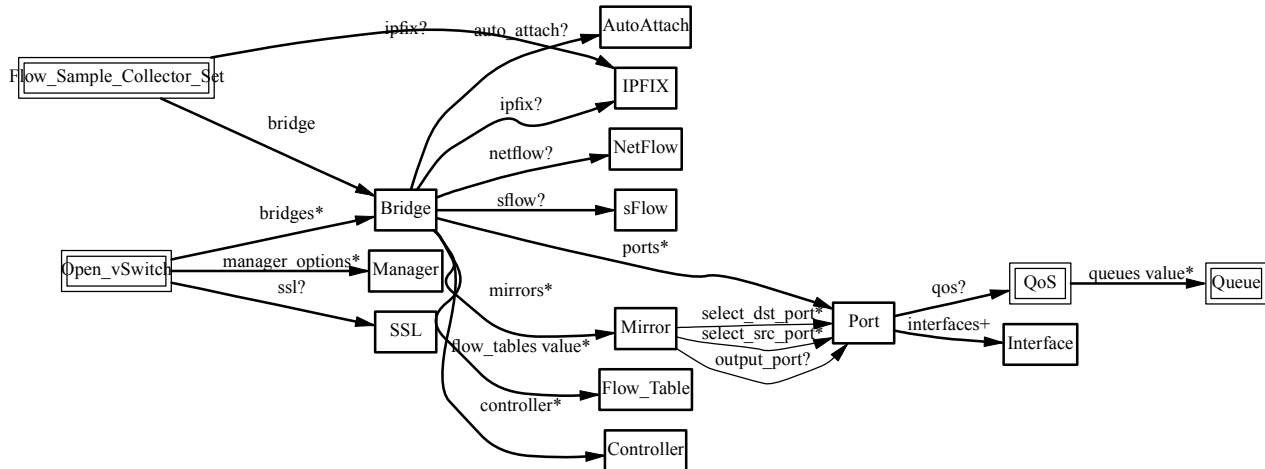 AutoAttach
ipfix?
auto_attach?
Flow_Sample_Collector_Set
IPFIX
ipfix?
bridge
netflow?
NetFlow
Bridge
sflow?
sFlow
bridges*
ports*
Open_vSwitch
manager_options*
Manager
QoS
queues value*
Queue
ssl?
mirrors*
qos?
SSL
flow_tables value*
Mirror
select_dst_port*
select_src_port*
output_port?
Port
interfaces+
Interface
Flow_Table
controller*
Controller